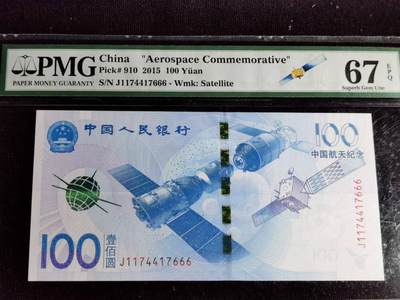 PMG
PAPER MONEY GUARANTY
China "Aerospace Commemorative"
Pick# 910 2015 100 Yüan
S/N J1174417666 - Wmk: Satellite
67 EPQ
Superb Gem Unc
中国人民银行
100
中国航天纪念
J1174417666
100 壹佰圆
J1174417666
100